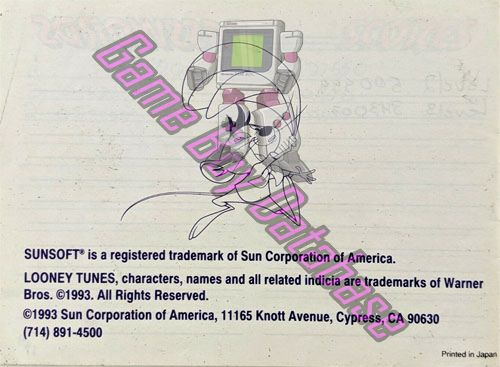 Game Boy Database
SUNSOFT® is a registered trademark of Sun Corporation of America.
LOONEY TUNES, characters, names and all related indicia are trademarks of Warner
Bros. ©1993. All Rights Reserved.
©1993 Sun Corporation of America, 11165 Knott Avenue, Cypress, CA 90630
(714) 891-4500
Printed in Japan